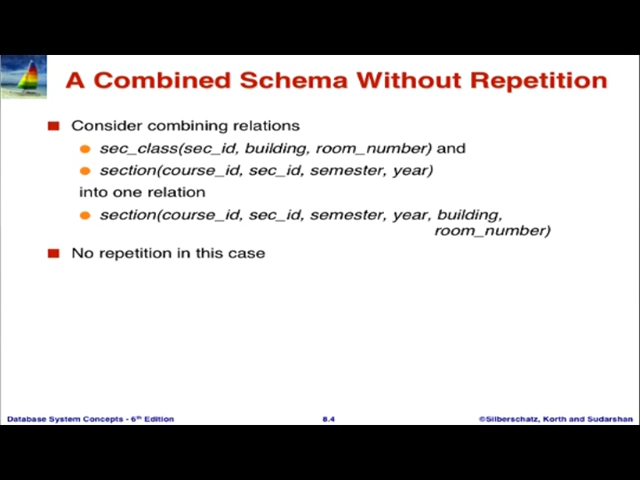 A Combined Schema Without Repetition
Consider combining relations
sec_class(sec_id, building, room_number) and
section(course_id, sec_id, semester, year)
into one relation
section(course_id, sec_id, semester, year, building,
room_number)
No repetition in this case
Database System Concepts - 6th Edition
8.4
©Silberschatz, Korth and Sudarshan